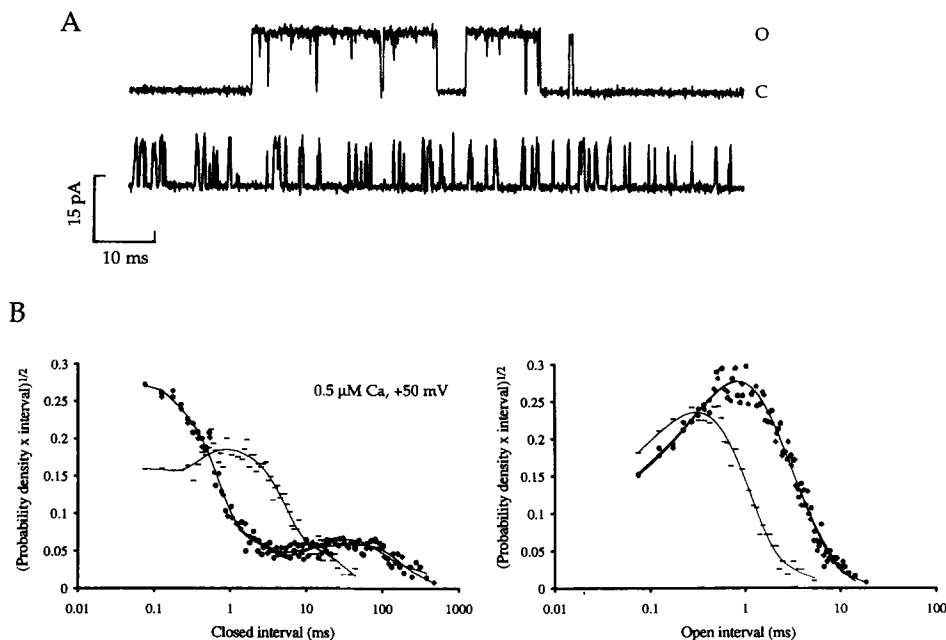 A
O
C
15 pA
10 ms
B
(Probability density x interval)1/2
0.3
0.25
0.2
0.15
0.1
0.05
0
0.01
0.1
1
10
100
1000
Closed interval (ms)
0.5 µM Ca, +50 mV
(Probability density x interval)1/2
0.3
0.25
0.2
0.15
0.1
0.05
0
0.01
0.1
1
10
100
Open interval (ms)